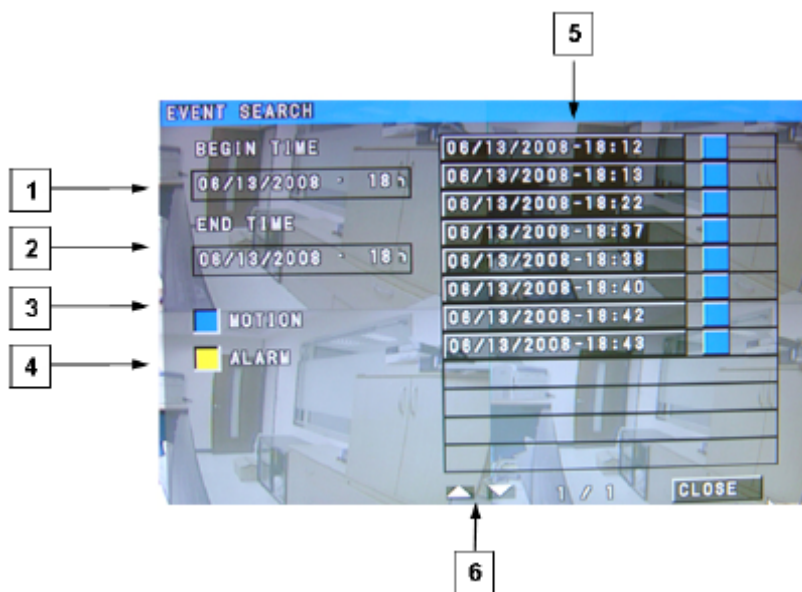 5
EVENT SEARCH
BEGIN TIME
06/13/2008 - 18h
END TIME
06/13/2008 - 18h
MOTION
ALARM
06/13/2008-18:12
06/13/2008-18:13
06/13/2008-18:22
06/13/2008-18:37
06/13/2008-18:38
06/13/2008-18:40
06/13/2008-18:42
06/13/2008-18:43
1 / 1
CLOSE
1
2
3
4
6